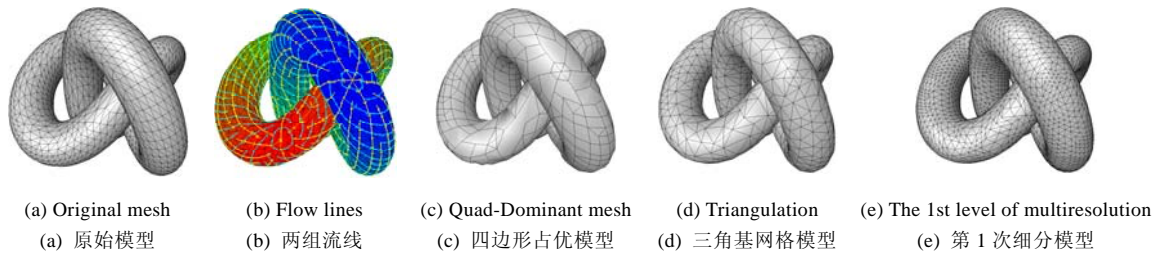 (a) Original mesh (b) Flow lines (c) Quad-Dominant mesh (d) Triangulation (e) The 1st level of multiresolution
(a) 原始模型 (b) 两组流线 (c) 四边形占优模型 (d) 三角基网格模型 (e) 第 1 次细分模型